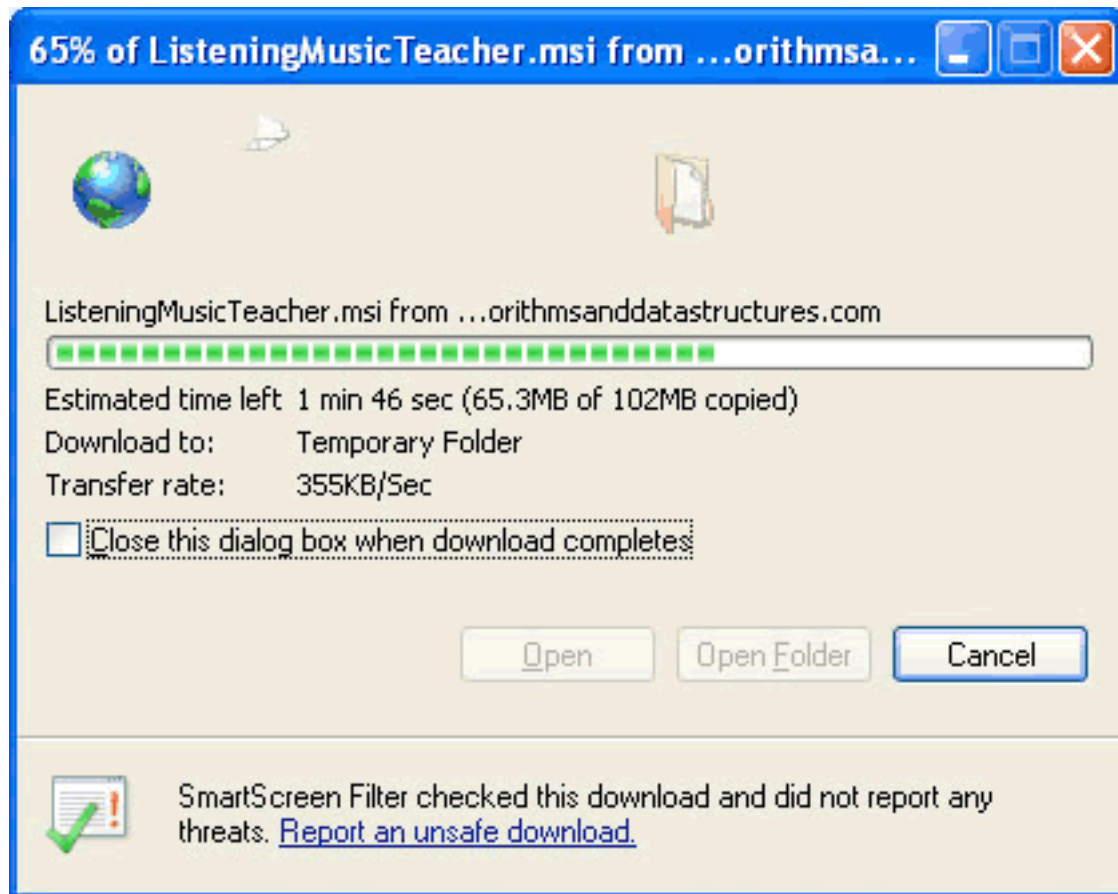 65% of ListeningMusicTeacher.msi from ...orithmsa...
ListeningMusicTeacher.msi from ...orithmsanddatastructures.com
Estimated time left 1 min 46 sec (65.3MB of 102MB copied)
Download to: Temporary Folder
Transfer rate: 355KB/Sec
Close this dialog box when download completes
Open Open Folder Cancel
SmartScreen Filter checked this download and did not report any
threats. Report an unsafe download.